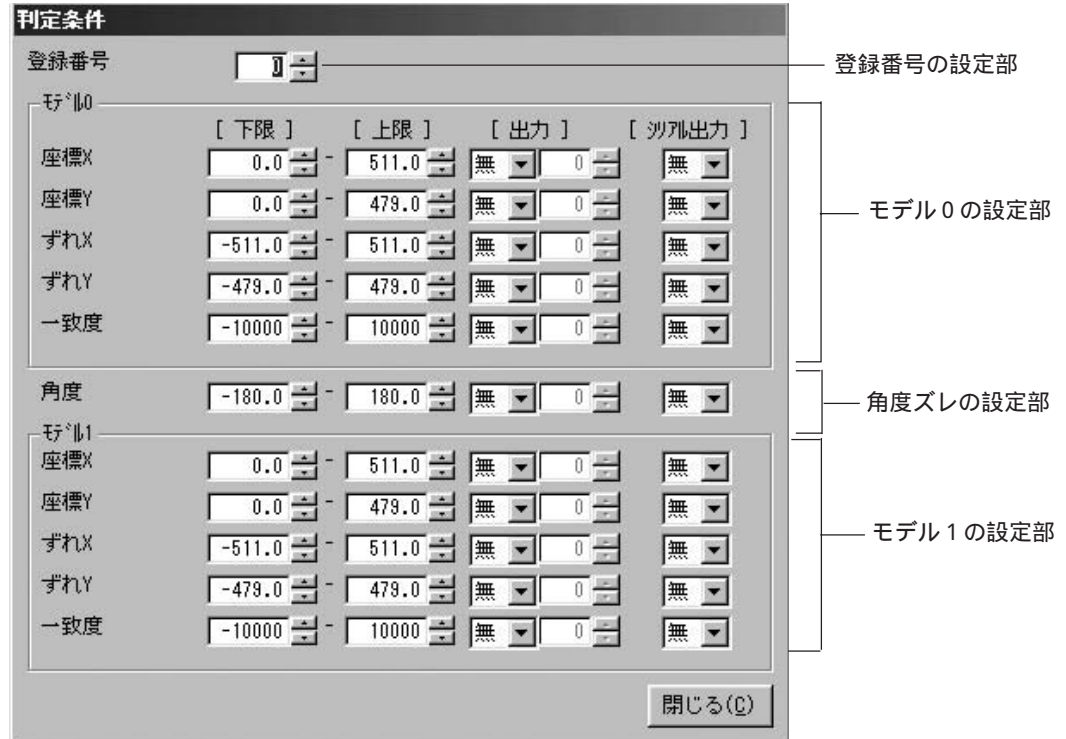 判定条件
登録番号 0 登録番号の設定部
ﾓﾃﾞﾙ0
[ 下限 ] [ 上限 ] [ 出力 ] [ ｼﾘｱﾙ出力 ]
座標X 0.0 - 511.0 無 0 無
座標Y 0.0 - 479.0 無 0 無 モデル0の設定部
ずれX -511.0 - 511.0 無 0 無
ずれY -479.0 - 479.0 無 0 無
一致度 -10000 - 10000 無 0 無
角度 -180.0 - 180.0 無 0 無 角度ズレの設定部
ﾓﾃﾞﾙ1
座標X 0.0 - 511.0 無 0 無
座標Y 0.0 - 479.0 無 0 無
ずれX -511.0 - 511.0 無 0 無 モデル1の設定部
ずれY -479.0 - 479.0 無 0 無
一致度 -10000 - 10000 無 0 無
閉じる(C)